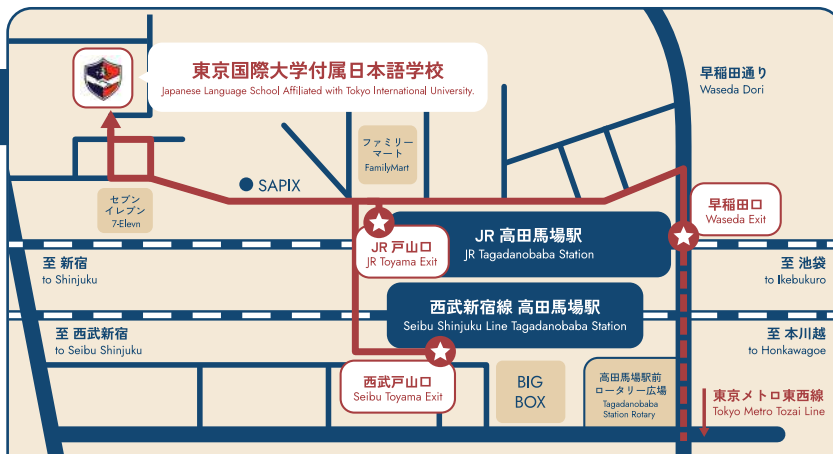 東京国際大学付属日本語学校
Japanese Language School Affiliated with Tokyo International University.
早稲田通り
Waseda Dori
ファミリー
マート
FamilyMart
SAPIX
セブン
イレブン
7-Elevn
早稲田口
Waseda Exit
JR 高田馬場駅
JR Tagadanobaba Station
JR 戸山口
JR Toyama Exit
至 新宿
to Shinjuku
至 池袋
to Ikebukuro
西武新宿線 高田馬場駅
Seibu Shinjuku Line Tagadanobaba Station
至 西武新宿
to Seibu Shinjuku
至 本川越
to Honkawagoe
西武戸山口
Seibu Toyama Exit
BIG
BOX
高田馬場駅前
ロータリー広場
Tagadanobaba
Station Rotary
東京メトロ東西線
Tokyo Metro Tozai Line